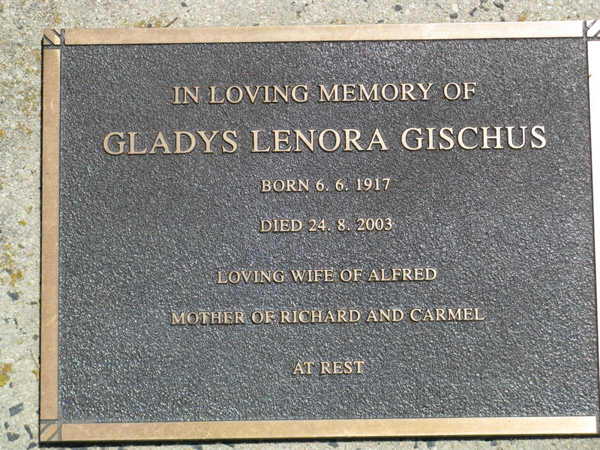 IN LOVING MEMORY OF
GLADYS LENORA GISCHUS
BORN 6. 6. 1917
DIED 24. 8. 2003
LOVING WIFE OF ALFRED
MOTHER OF RICHARD AND CARMEL
AT REST